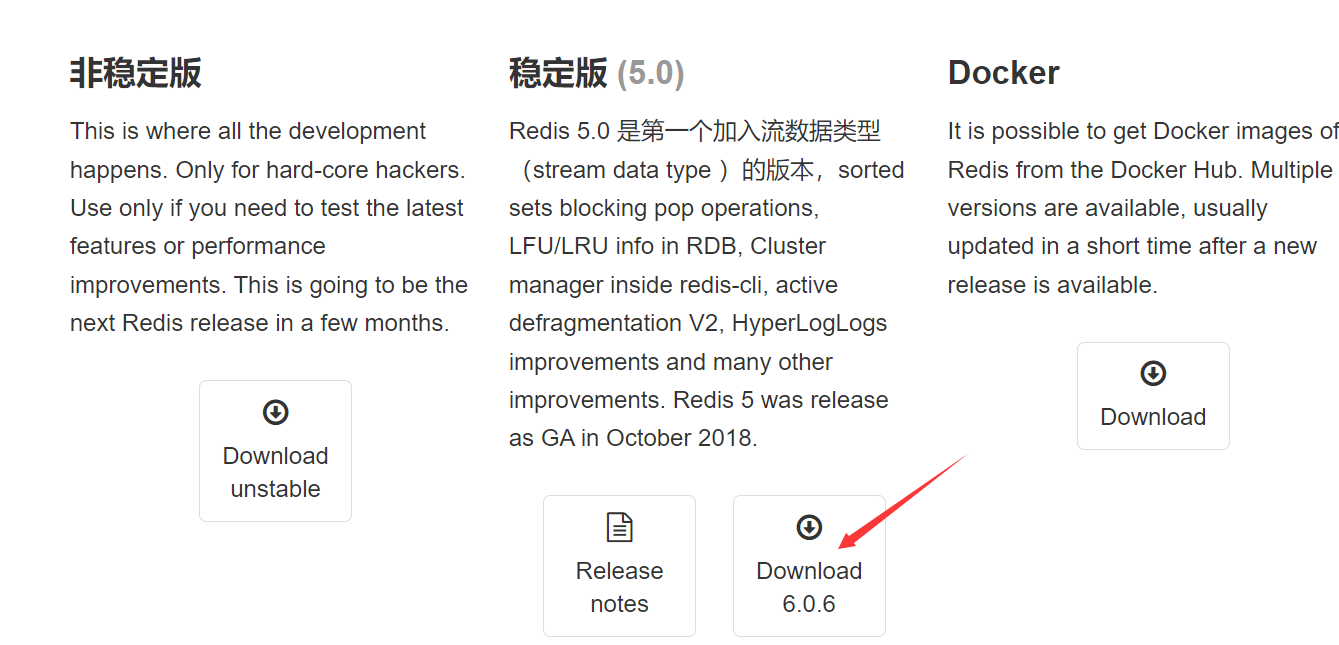 非稳定版
This is where all the development
happens. Only for hard-core hackers.
Use only if you need to test the latest
features or performance
improvements. This is going to be the
next Redis release in a few months.
Download
unstable
稳定版 (5.0)
Redis 5.0 是第一个加入流数据类型
（stream data type ）的版本，sorted
sets blocking pop operations,
LFU/LRU info in RDB, Cluster
manager inside redis-cli, active
defragmentation V2, HyperLogLogs
improvements and many other
improvements. Redis 5 was release
as GA in October 2018.
Release
notes
Download
6.0.6
Docker
It is possible to get Docker images of
Redis from the Docker Hub. Multiple
versions are available, usually
updated in a short time after a new
release is available.
Download